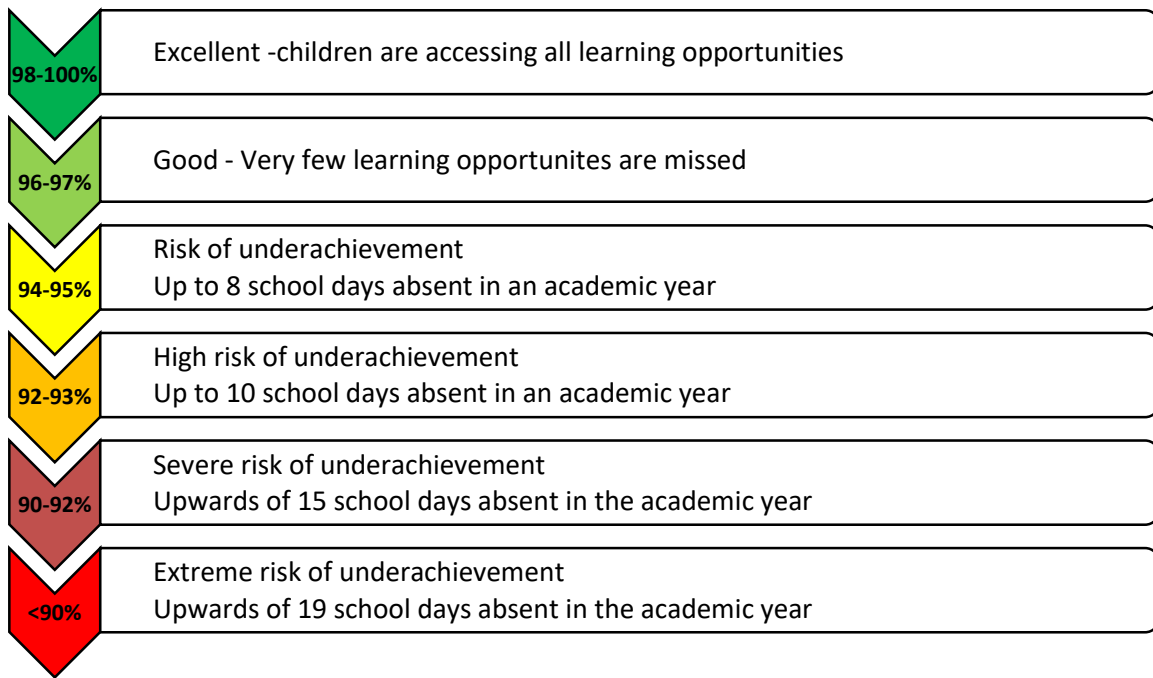 98-100%
Excellent -children are accessing all learning opportunities
96-97%
Good - Very few learning opportunites are missed
94-95%
Risk of underachievement
Up to 8 school days absent in an academic year
92-93%
High risk of underachievement
Up to 10 school days absent in an academic year
90-92%
Severe risk of underachievement
Upwards of 15 school days absent in the academic year
<90%
Extreme risk of underachievement
Upwards of 19 school days absent in the academic year